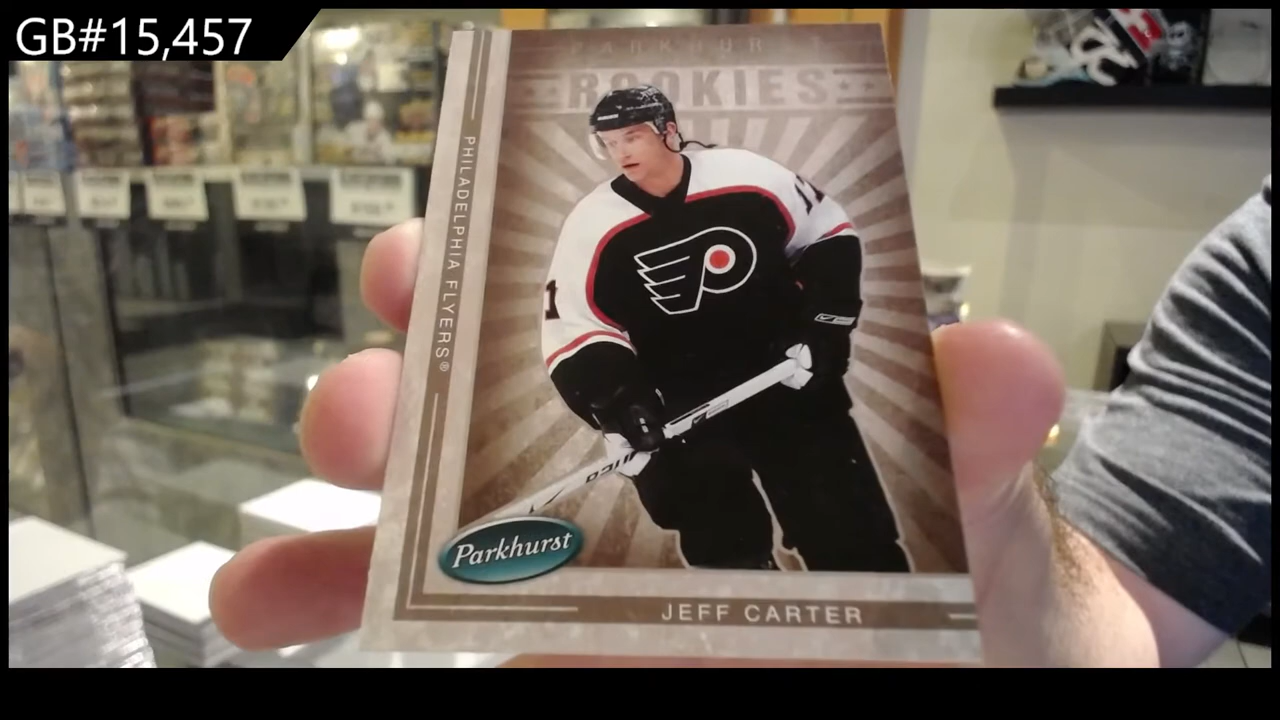 GB#15,457
PARKHURST
ROOKIES
PHILADELPHIA FLYERS®
Parkhurst
JEFF CARTER